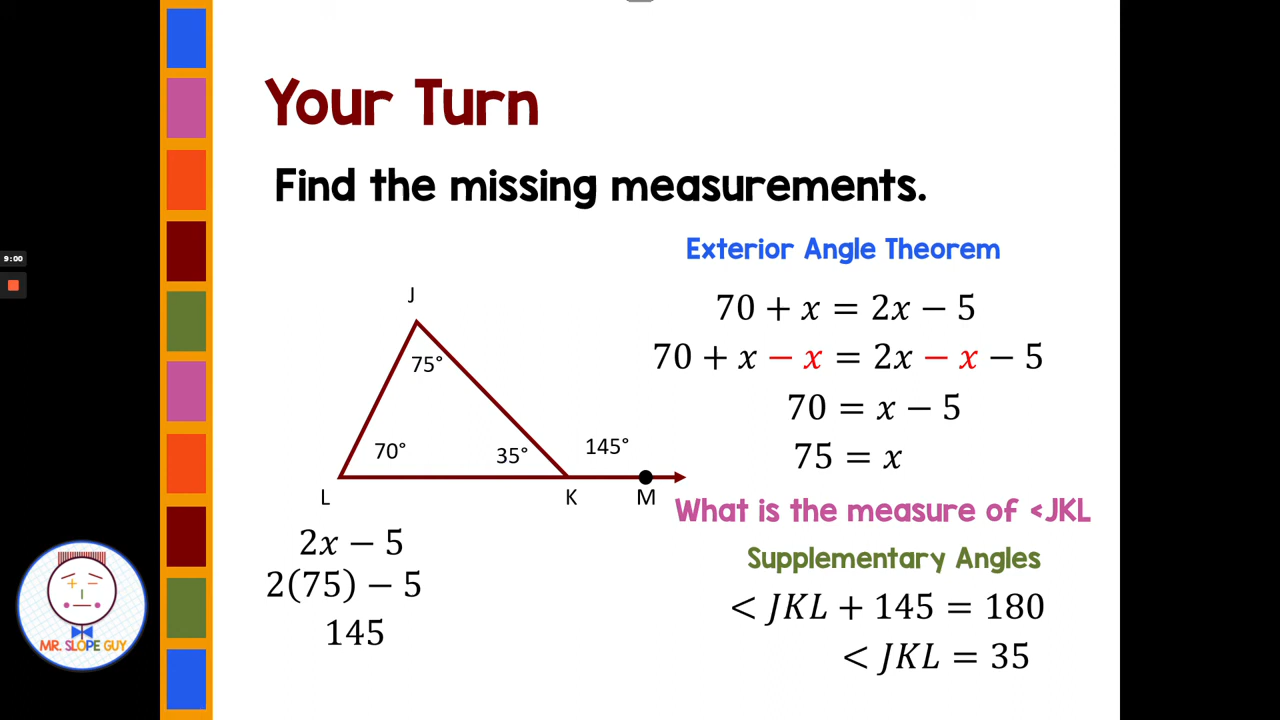 9:00
Your Turn
Find the missing measurements.
Exterior Angle Theorem
70 + x = 2x − 5
70 + x − x = 2x − x − 5
70 = x − 5
75 = x
J
75°
70°
35°
145°
L
K
M
What is the measure of <JKL
2x − 5
2(75) − 5
145
Supplementary Angles
< JKL + 145 = 180
< JKL = 35
MR. SLOPE GUY